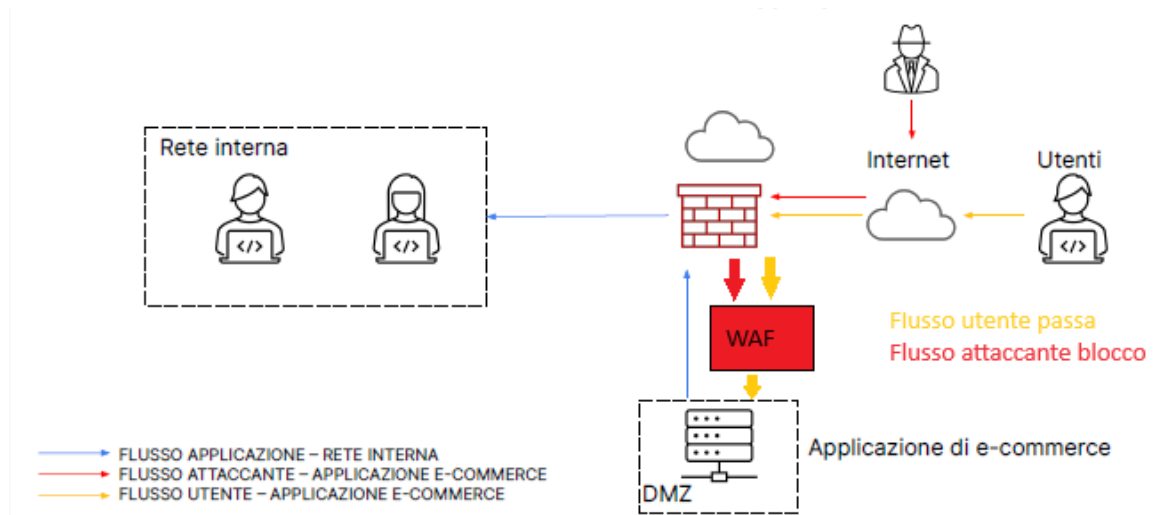 Rete interna
Internet
Utenti
</>
</>
</>
WAF
Flusso utente passa
Flusso attaccante blocco
Applicazione di e-commerce
DMZ
FLUSSO APPLICAZIONE – RETE INTERNA
FLUSSO ATTACCANTE – APPLICAZIONE E-COMMERCE
FLUSSO UTENTE – APPLICAZIONE E-COMMERCE